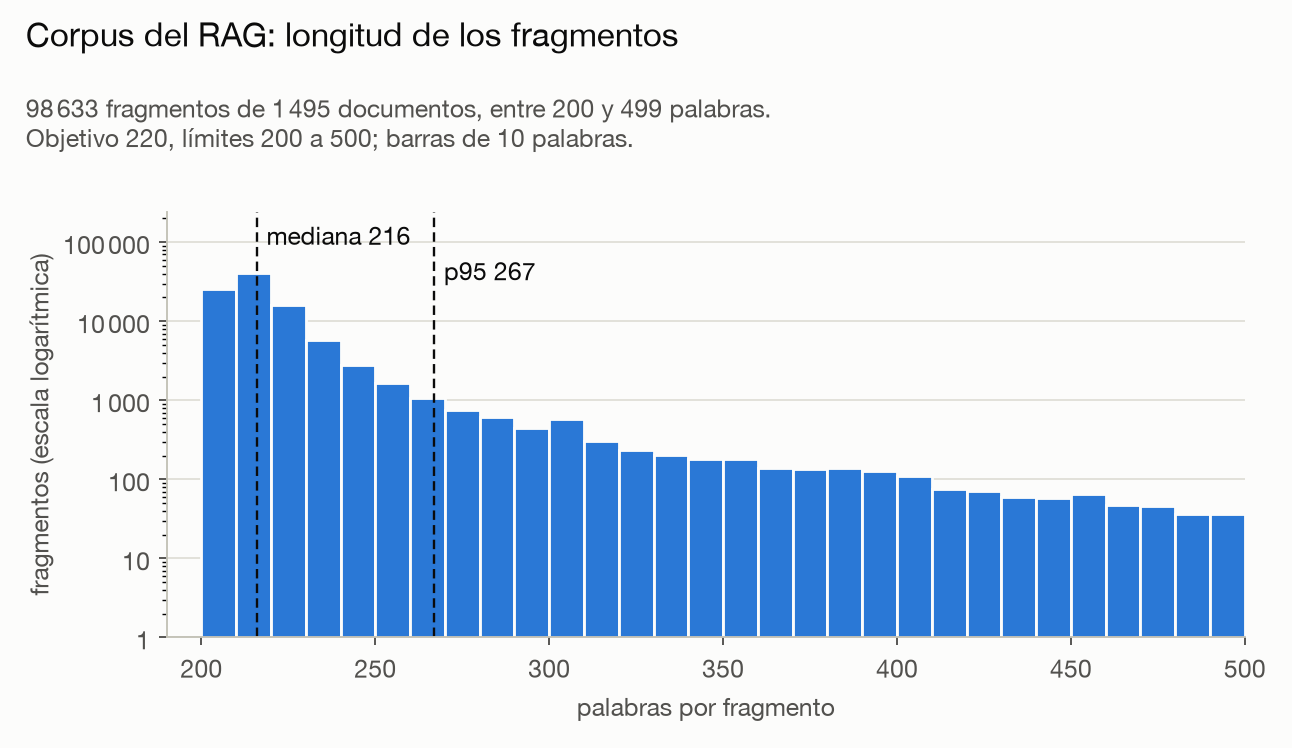 Corpus del RAG: longitud de los fragmentos
98 633 fragmentos de 1 495 documentos, entre 200 y 499 palabras.
Objetivo 220, límites 200 a 500; barras de 10 palabras.
mediana 216
p95 267
fragmentos (escala logarítmica)
100 000
10 000
1 000
100
10
1
200 250 300 350 400 450 500
palabras por fragmento